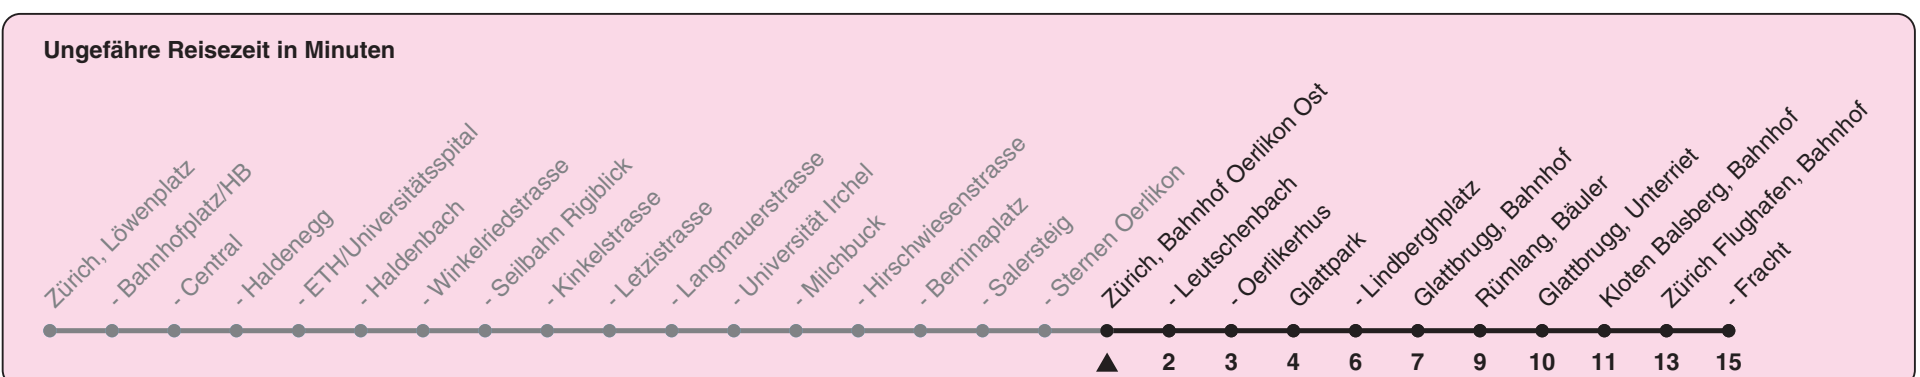 Ungefähre Reisezeit in Minuten
Zürich, Löwenplatz
- Bahnhofplatz/HB
- Central
- Haldenegg
- ETH/Universitätsspital
- Haldenbach
- Winkelriedstrasse
- Seilbahn Rigiblick
- Kinkelstrasse
- Letzistrasse
- Langmauerstrasse
- Universität Irchel
- Milchbuck
- Hirschwiesenstrasse
- Berninaplatz
- Salersteig
- Sternen Oerlikon
Zürich, Bahnhof Oerlikon Ost
- Leutschenbach
- Oerlikerhus
Glattpark
- Lindberghplatz
Glattbrugg, Bahnhof
Rümlang, Bäuler
Glattbrugg, Unterriet
Kloten Balsberg, Bahnhof
Zürich Flughafen, Bahnhof
- Fracht
2 3 4 6 7 9 10 11 13 15